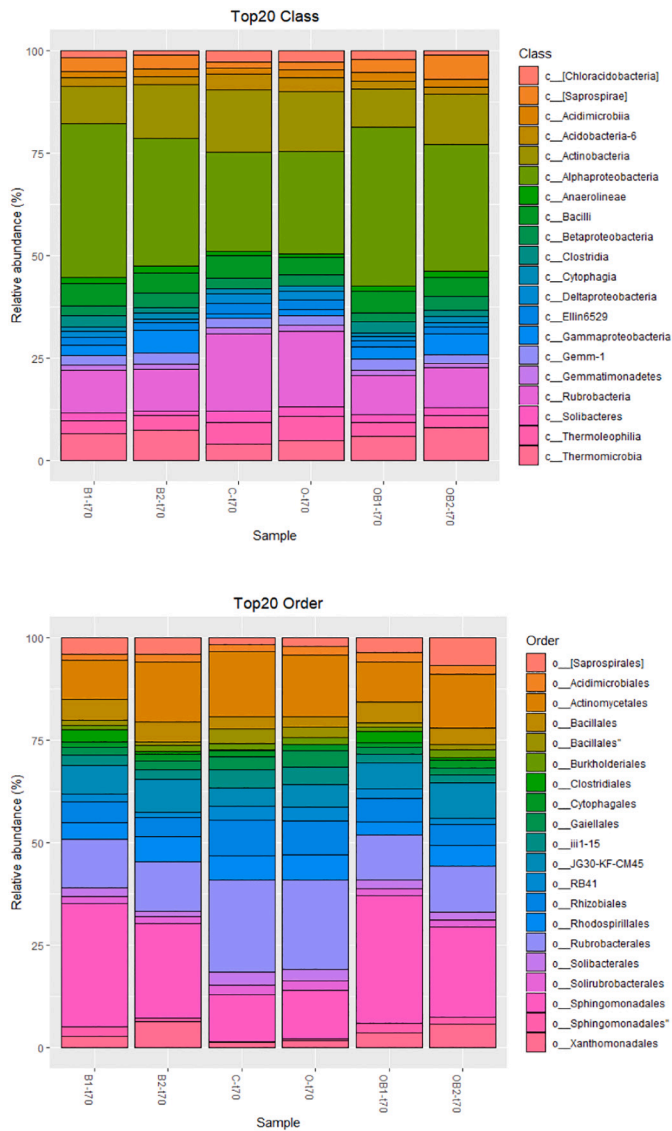 Top20 Class
100
75
50
25
0
Relative abundance (%)
B1-t70
B2-t70
C-t70
O-t70
OB1-t70
OB2-t70
Sample
Class
c__[Chloracidobacteria]
c__[Saprospirae]
c__Acidimicrobiia
c__Acidobacteria-6
c__Actinobacteria
c__Alphaproteobacteria
c__Anaerolineae
c__Bacilli
c__Betaproteobacteria
c__Clostridia
c__Cytophagia
c__Deltaproteobacteria
c__Ellin6529
c__Gammaproteobacteria
c__Gemm-1
c__Gemmatimonadetes
c__Rubrobacteria
c__Solibacteres
c__Thermoleophilia
c__Thermomicrobia
Top20 Order
100
75
50
25
0
Relative abundance (%)
B1-t70
B2-t70
C-t70
O-t70
OB1-t70
OB2-t70
Sample
Order
o__[Saprospirales]
o__Acidimicrobiales
o__Actinomycetales
o__Bacillales
o__Bacillales"
o__Burkholderiales
o__Clostridiales
o__Cytophagales
o__Gaiellales
o__iii1-15
o__JG30-KF-CM45
o__RB41
o__Rhizobiales
o__Rhodospirillales
o__Rubrobacterales
o__Solibacterales
o__Solirubrobacterales
o__Sphingomonadales
o__Sphingomonadales"
o__Xanthomonadales